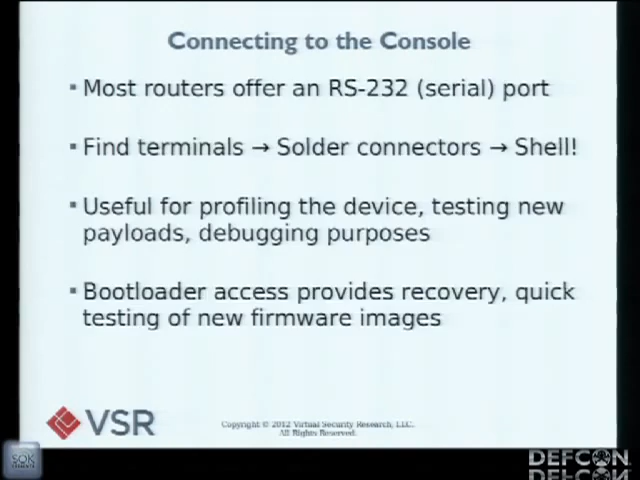 Connecting to the Console
▪ Most routers offer an RS-232 (serial) port
▪ Find terminals → Solder connectors → Shell!
▪ Useful for profiling the device, testing new
payloads, debugging purposes
▪ Bootloader access provides recovery, quick
testing of new firmware images
VSR
Copyright © 2012 Virtual Security Research, LLC.
All Rights Reserved.
SOK
DEFCON